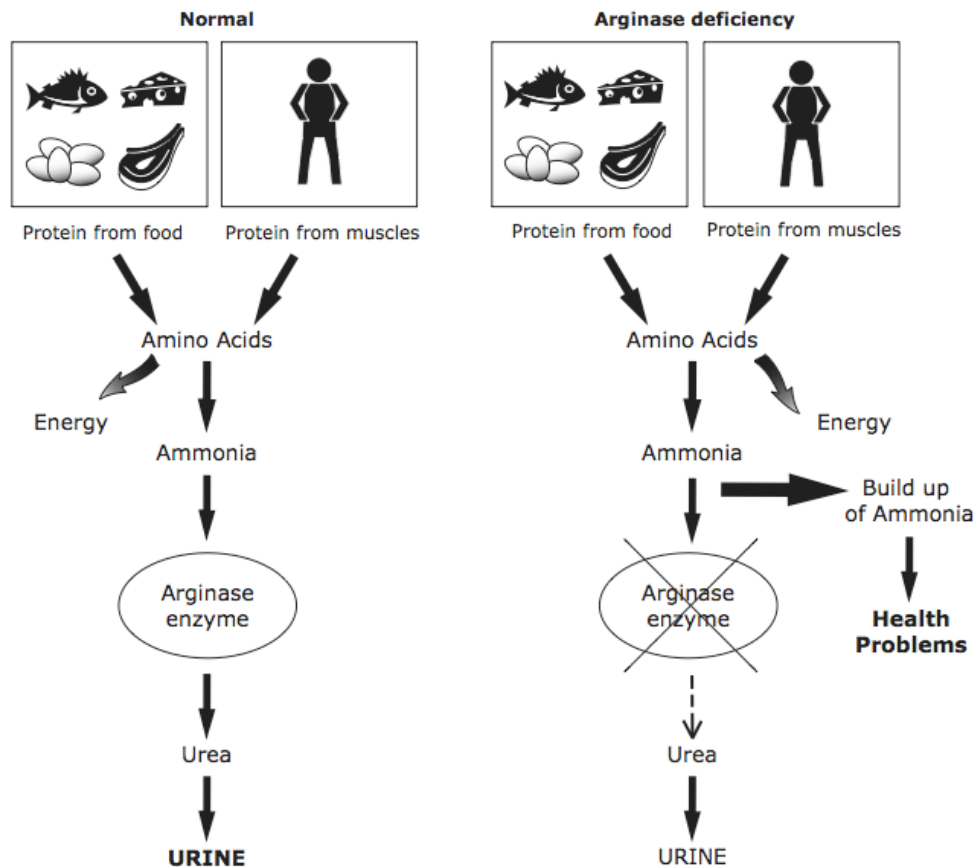 Normal
Protein from food
Protein from muscles
Amino Acids
Energy
Ammonia
Arginase
enzyme
Urea
URINE
Arginase deficiency
Protein from food
Protein from muscles
Amino Acids
Energy
Ammonia
Build up
of Ammonia
Arginase
enzyme
Health
Problems
Urea
URINE